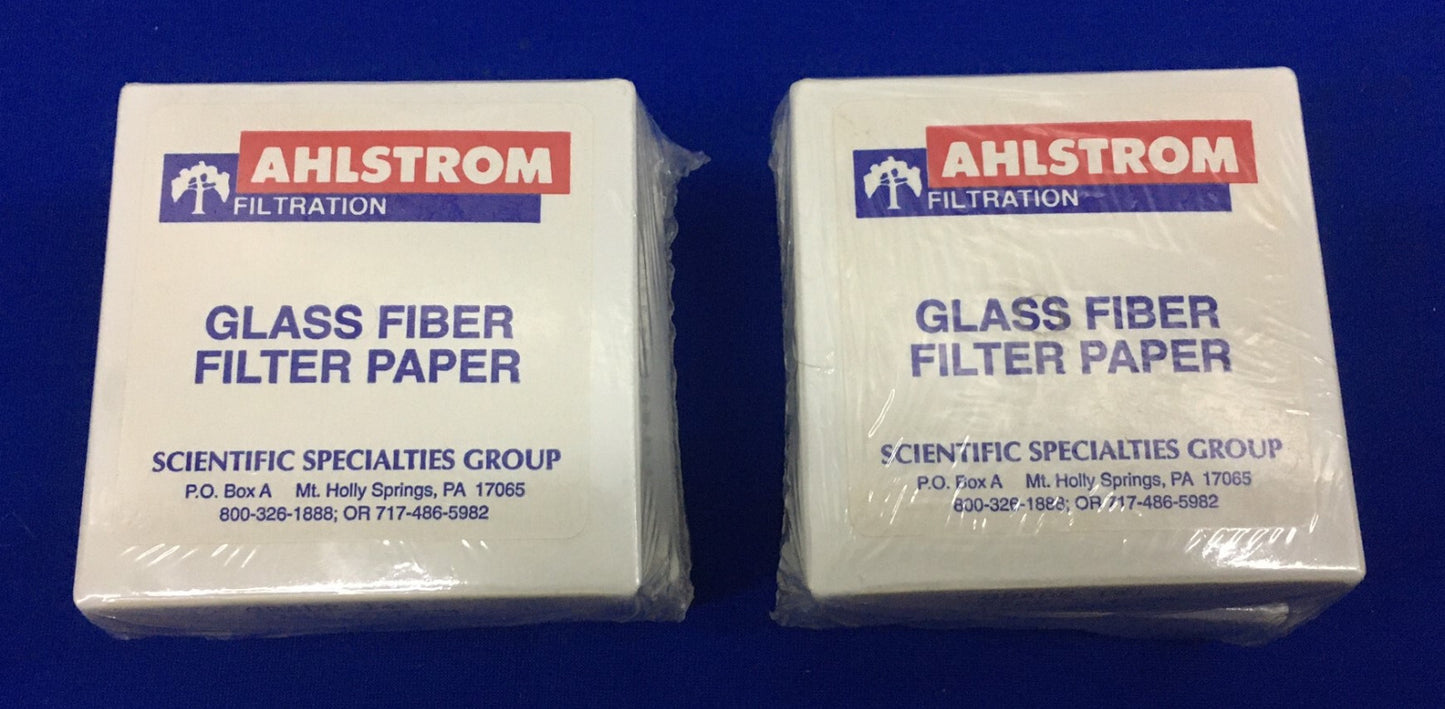 AHLSTROM
FILTRATION
GLASS FIBER
FILTER PAPER
SCIENTIFIC SPECIALTIES GROUP
P.O. Box A Mt. Holly Springs, PA 17065
800-326-1888; OR 717-486-5982
AHLSTROM
FILTRATION
GLASS FIBER
FILTER PAPER
SCIENTIFIC SPECIALTIES GROUP
P.O. Box A Mt. Holly Springs, PA 17065
800-326-1888; OR 717-486-5982